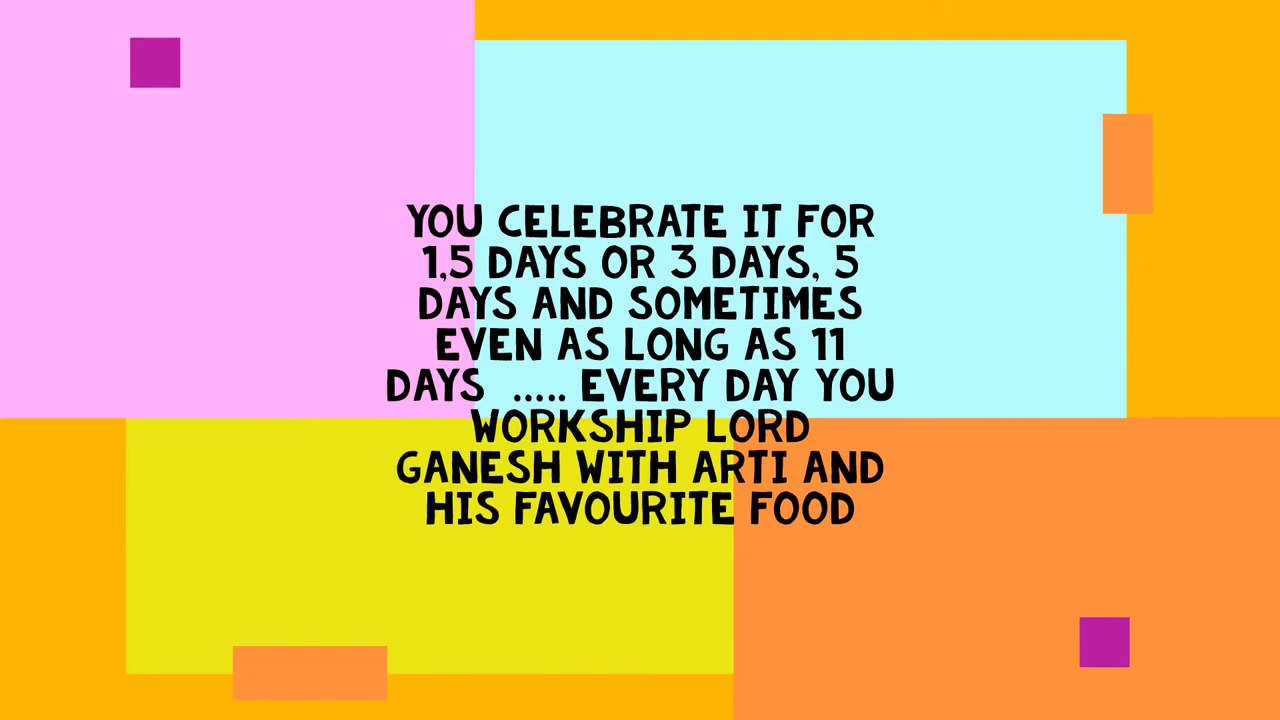 YOU CELEBRATE IT FOR
1,5 DAYS OR 3 DAYS, 5
DAYS AND SOMETIMES
EVEN AS LONG AS 11
DAYS ..... EVERY DAY YOU
WORKSHIP LORD
GANESH WITH ARTI AND
HIS FAVOURITE FOOD